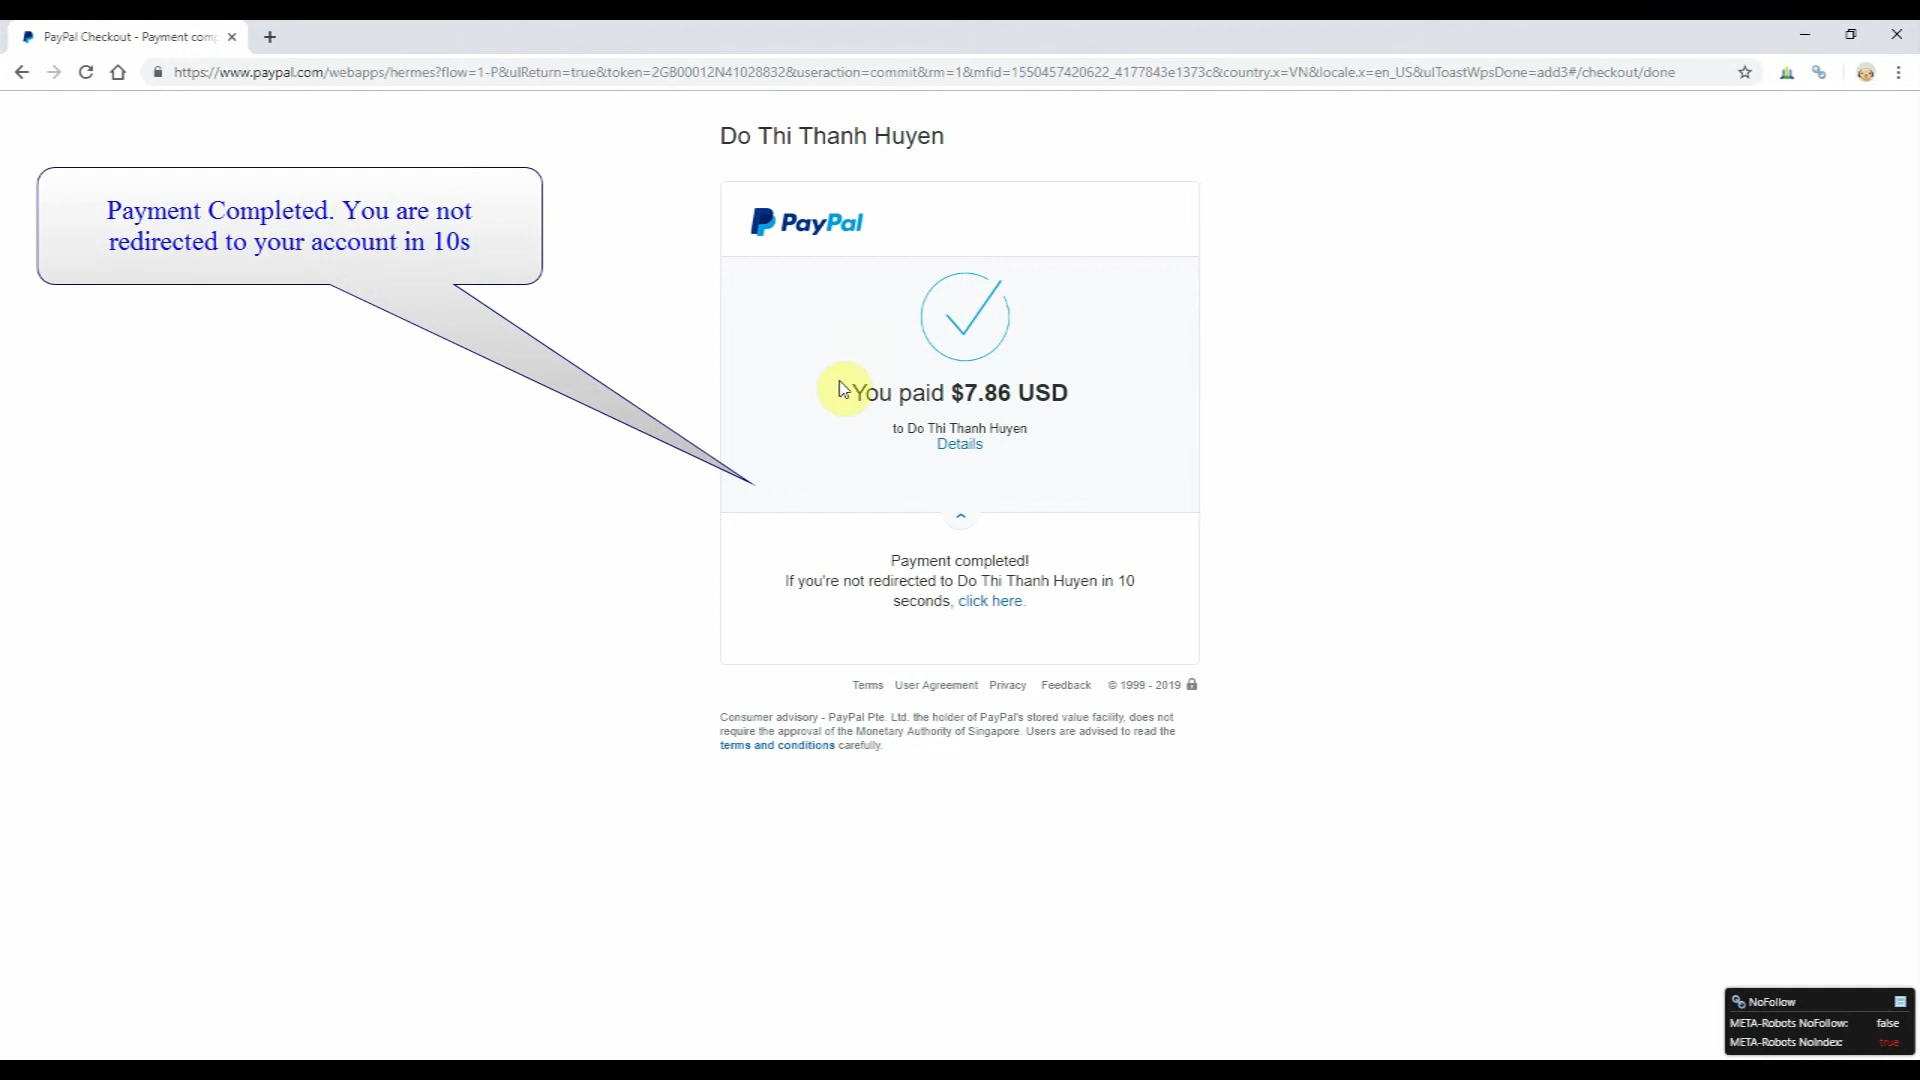 PayPal Checkout - Payment com
https://www.paypal.com/webapps/hermes?flow=1-P&ulReturn=true&token=2GB00012N41028832&useraction=commit&rm=1&mfid=1550457420622_4177843e1373c&country.x=VN&locale.x=en_US&ulToastWpsDone=add3#/checkout/done
Do Thi Thanh Huyen
Payment Completed. You are not
redirected to your account in 10s
PayPal
You paid $7.86 USD
to Do Thi Thanh Huyen
Details
Payment completed!
If you're not redirected to Do Thi Thanh Huyen in 10
seconds, click here.
Terms User Agreement Privacy Feedback © 1999 - 2019
Consumer advisory - PayPal Pte. Ltd. the holder of PayPal's stored value facility, does not
require the approval of the Monetary Authority of Singapore. Users are advised to read the
terms and conditions carefully.
NoFollow
META-Robots NoFollow: false
META-Robots NoIndex: true